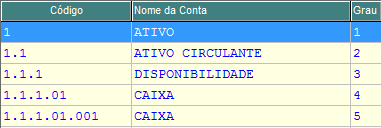 Código Nome da Conta Grau
1 ATIVO 1
1.1 ATIVO CIRCULANTE 2
1.1.1 DISPONIBILIDADE 3
1.1.1.01 CAIXA 4
1.1.1.01.001 CAIXA 5